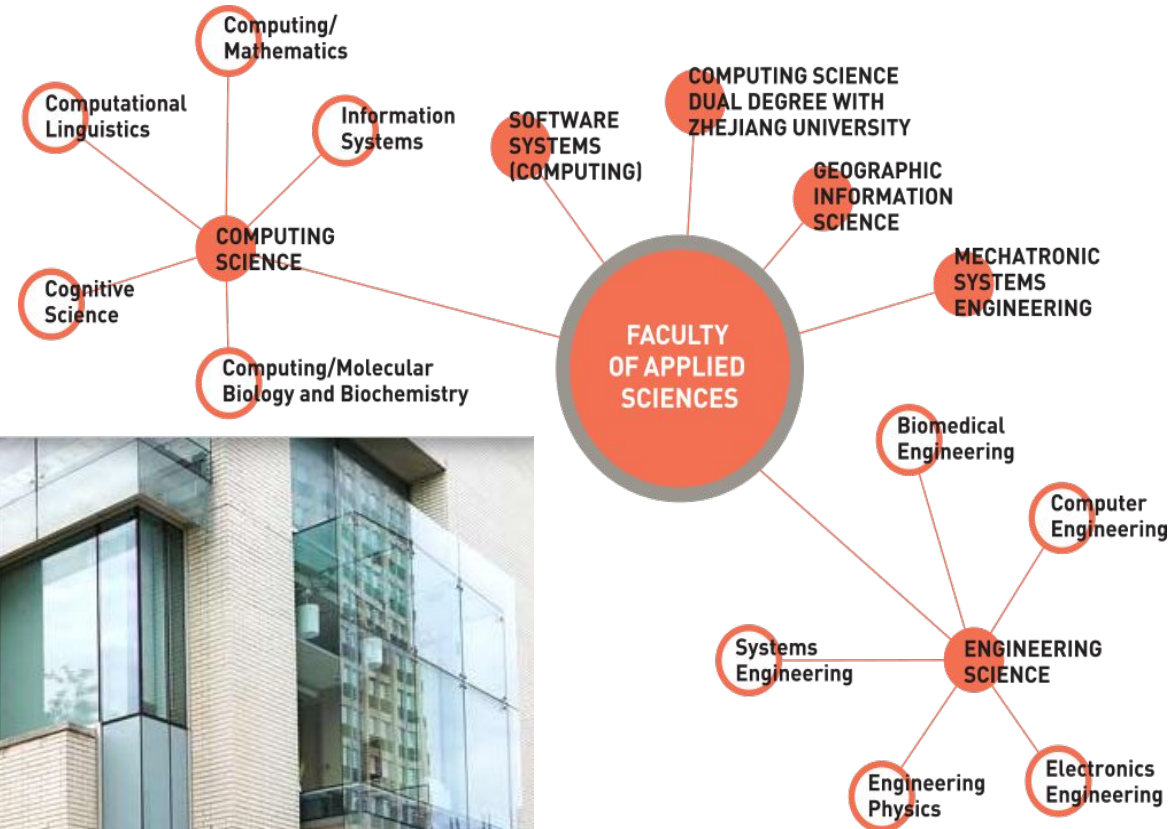 Computing/
Mathematics
Computational
Linguistics
Information
Systems
COMPUTING
SCIENCE
Cognitive
Science
Computing/Molecular
Biology and Biochemistry
SOFTWARE
SYSTEMS
(COMPUTING)
COMPUTING SCIENCE
DUAL DEGREE WITH
ZHEJIANG UNIVERSITY
GEOGRAPHIC
INFORMATION
SCIENCE
MECHATRONIC
SYSTEMS
ENGINEERING
FACULTY
OF APPLIED
SCIENCES
Biomedical
Engineering
Computer
Engineering
Systems
Engineering
ENGINEERING
SCIENCE
Engineering
Physics
Electronics
Engineering